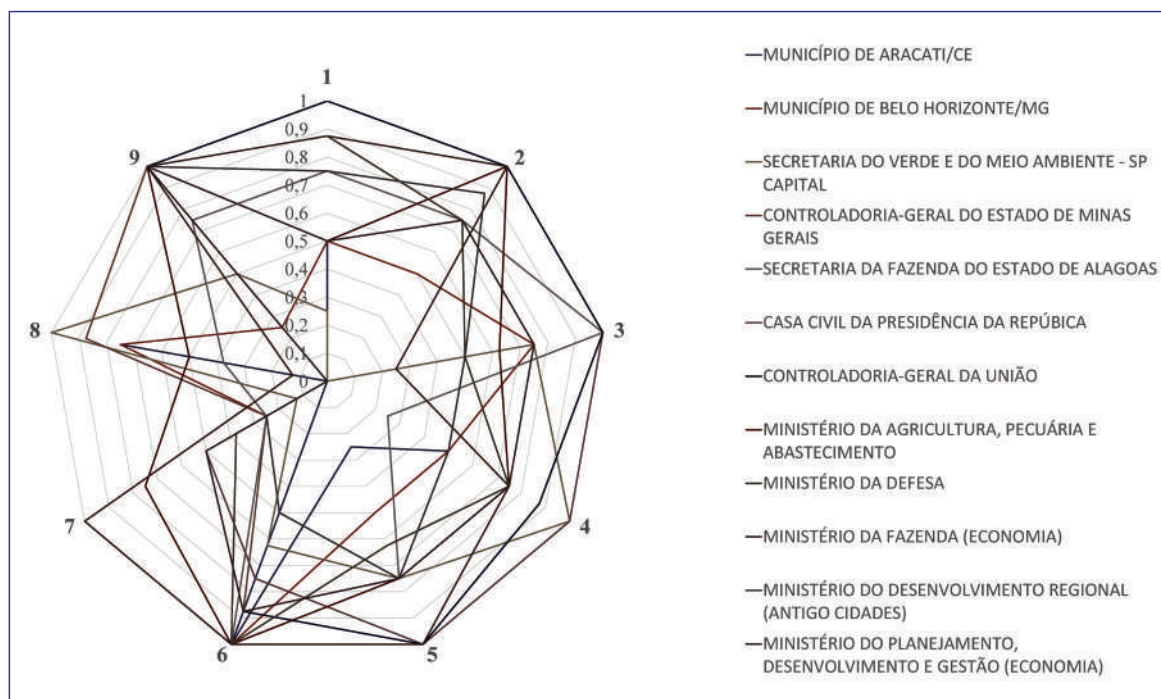 1
1
0,9
0,8
0,7
0,6
0,5
0,4
0,3
0,2
0,1
0
2
3
4
5
6
7
8
9
MUNICÍPIO DE ARACATI/CE
MUNICÍPIO DE BELO HORIZONTE/MG
SECRETARIA DO VERDE E DO MEIO AMBIENTE - SP
CAPITAL
CONTROLADORIA-GERAL DO ESTADO DE MINAS
GERAIS
SECRETARIA DA FAZENDA DO ESTADO DE ALAGOAS
CASA CIVIL DA PRESIDÊNCIA DA REPÚBICA
CONTROLADORIA-GERAL DA UNIÃO
MINISTÉRIO DA AGRICULTURA, PECUÁRIA E
ABASTECIMENTO
MINISTÉRIO DA DEFESA
MINISTÉRIO DA FAZENDA (ECONOMIA)
MINISTÉRIO DO DESENVOLVIMENTO REGIONAL
(ANTIGO CIDADES)
MINISTÉRIO DO PLANEJAMENTO,
DESENVOLVIMENTO E GESTÃO (ECONOMIA)